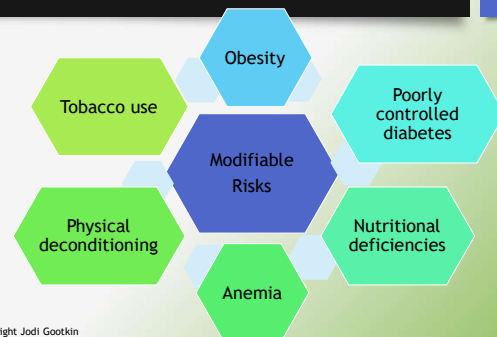 Obesity
Tobacco use
Poorly
controlled
diabetes
Modifiable
Risks
Physical
deconditioning
Nutritional
deficiencies
Anemia
ight Jodi Gootkin